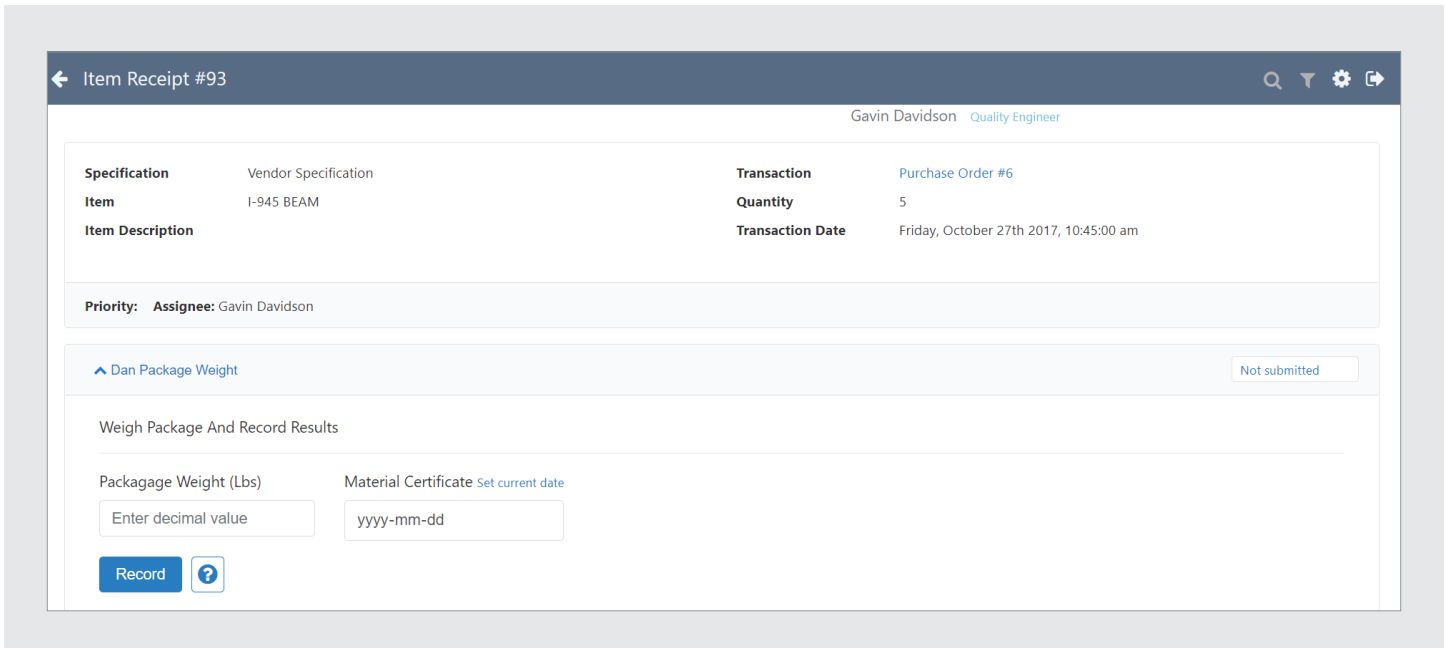 Item Receipt #93
Gavin Davidson Quality Engineer
Specification Vendor Specification Transaction Purchase Order #6
Item I-945 BEAM Quantity 5
Item Description Transaction Date Friday, October 27th 2017, 10:45:00 am
Priority: Assignee: Gavin Davidson
Dan Package Weight Not submitted
Weigh Package And Record Results
Packagage Weight (Lbs) Material Certificate Set current date
Enter decimal value yyyy-mm-dd
Record ?